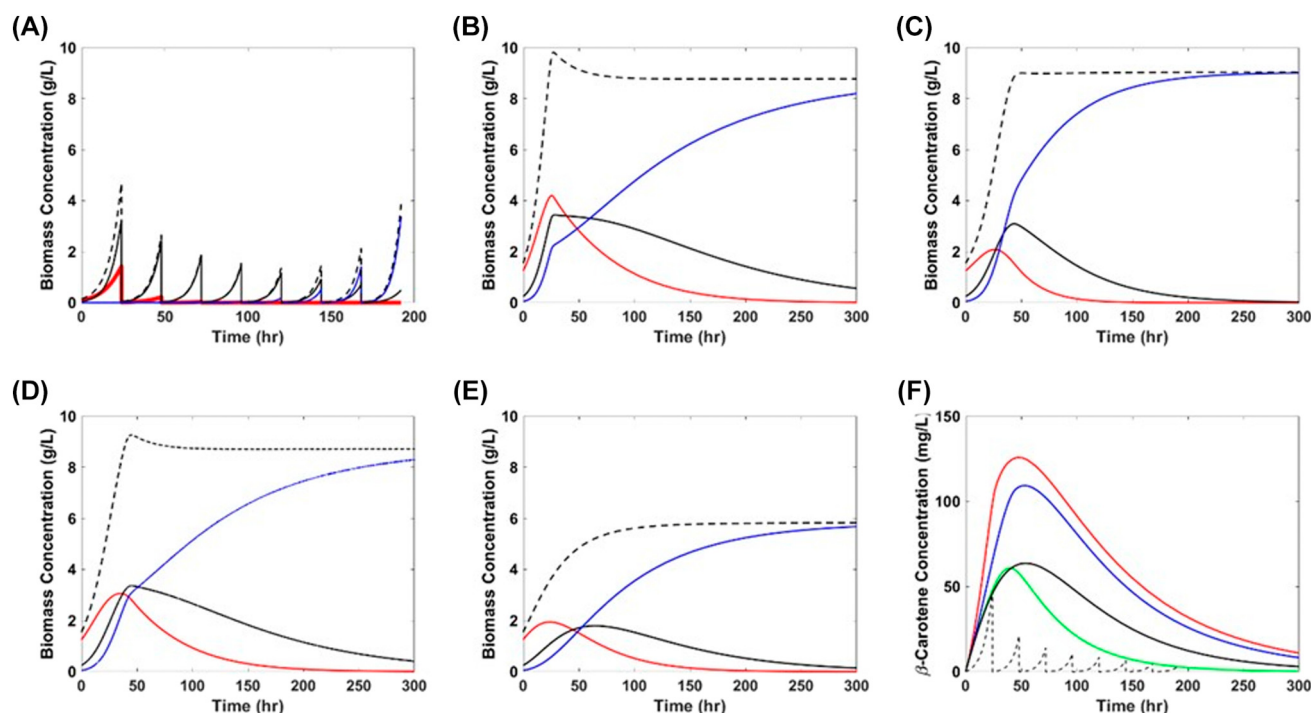 (A)
Biomass Concentration (g/L)
10
8
6
4
2
0
0 50 100 150 200
Time (hr)
(B)
Biomass Concentration (g/L)
10
8
6
4
2
0
0 50 100 150 200 250 300
Time (hr)
(C)
Biomass Concentration (g/L)
10
8
6
4
2
0
0 50 100 150 200 250 300
Time (hr)
(D)
Biomass Concentration (g/L)
10
8
6
4
2
0
0 50 100 150 200 250 300
Time (hr)
(E)
Biomass Concentration (g/L)
10
8
6
4
2
0
0 50 100 150 200 250 300
Time (hr)
(F)
β-Carotene Concentration (mg/L)
150
100
50
0
0 50 100 150 200 250 300
Time (hr)